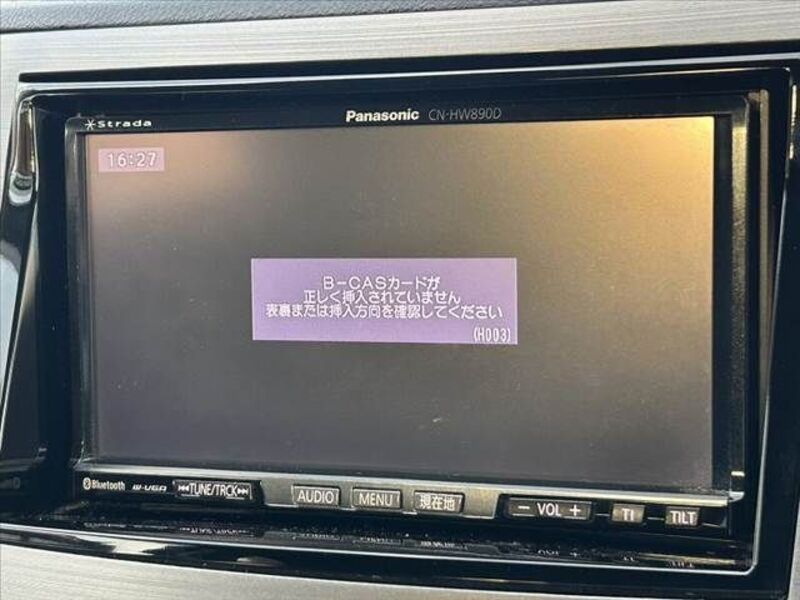 Strada
Panasonic CN-HW890D
16:27
B-CASカードが
正しく挿入されていません
表裏または挿入方向を確認してください
(H003)
Bluetooth W-VGA TUNE/TRCK AUDIO MENU 現在地 - VOL + TI TILT